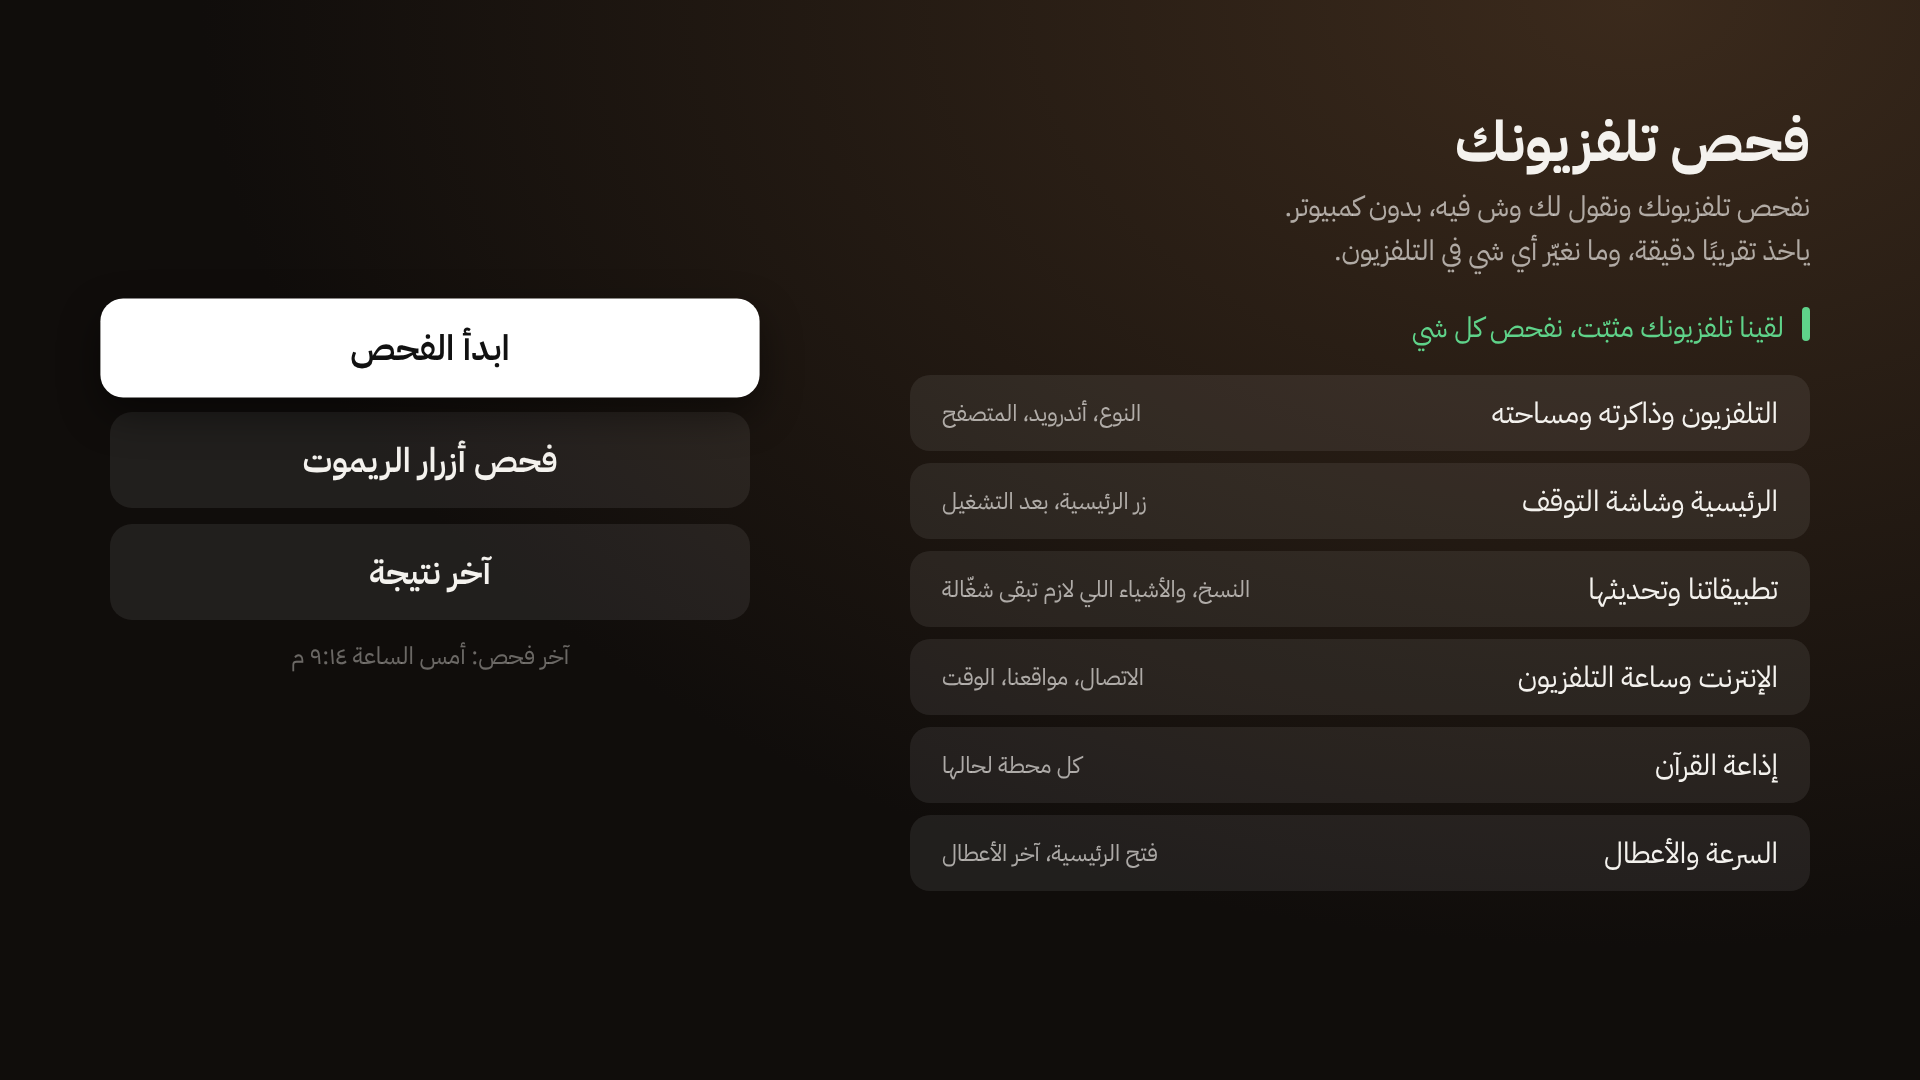 فحص تلفزيونك
نفحص تلفزيونك ونقول لك وش فيه، بدون كمبيوتر.
ياخذ تقريبًا دقيقة، وما نغيّر أي شي في التلفزيون.
لقينا تلفزيونك مثبّت، نفحص كل شي
التلفزيون وذاكرته ومساحته
النوع، أندرويد، المتصفح
الرئيسية وشاشة التوقف
زر الرئيسية، بعد التشغيل
تطبيقاتنا وتحديثها
النسخ، والأشياء اللي لازم تبقى شغّالة
الإنترنت وساعة التلفزيون
الاتصال، مواقعنا، الوقت
إذاعة القرآن
كل محطة لحالها
السرعة والأعطال
فتح الرئيسية، آخر الأعطال
ابدأ الفحص
فحص أزرار الريموت
آخر نتيجة
آخر فحص: أمس الساعة ٩:١٤ م